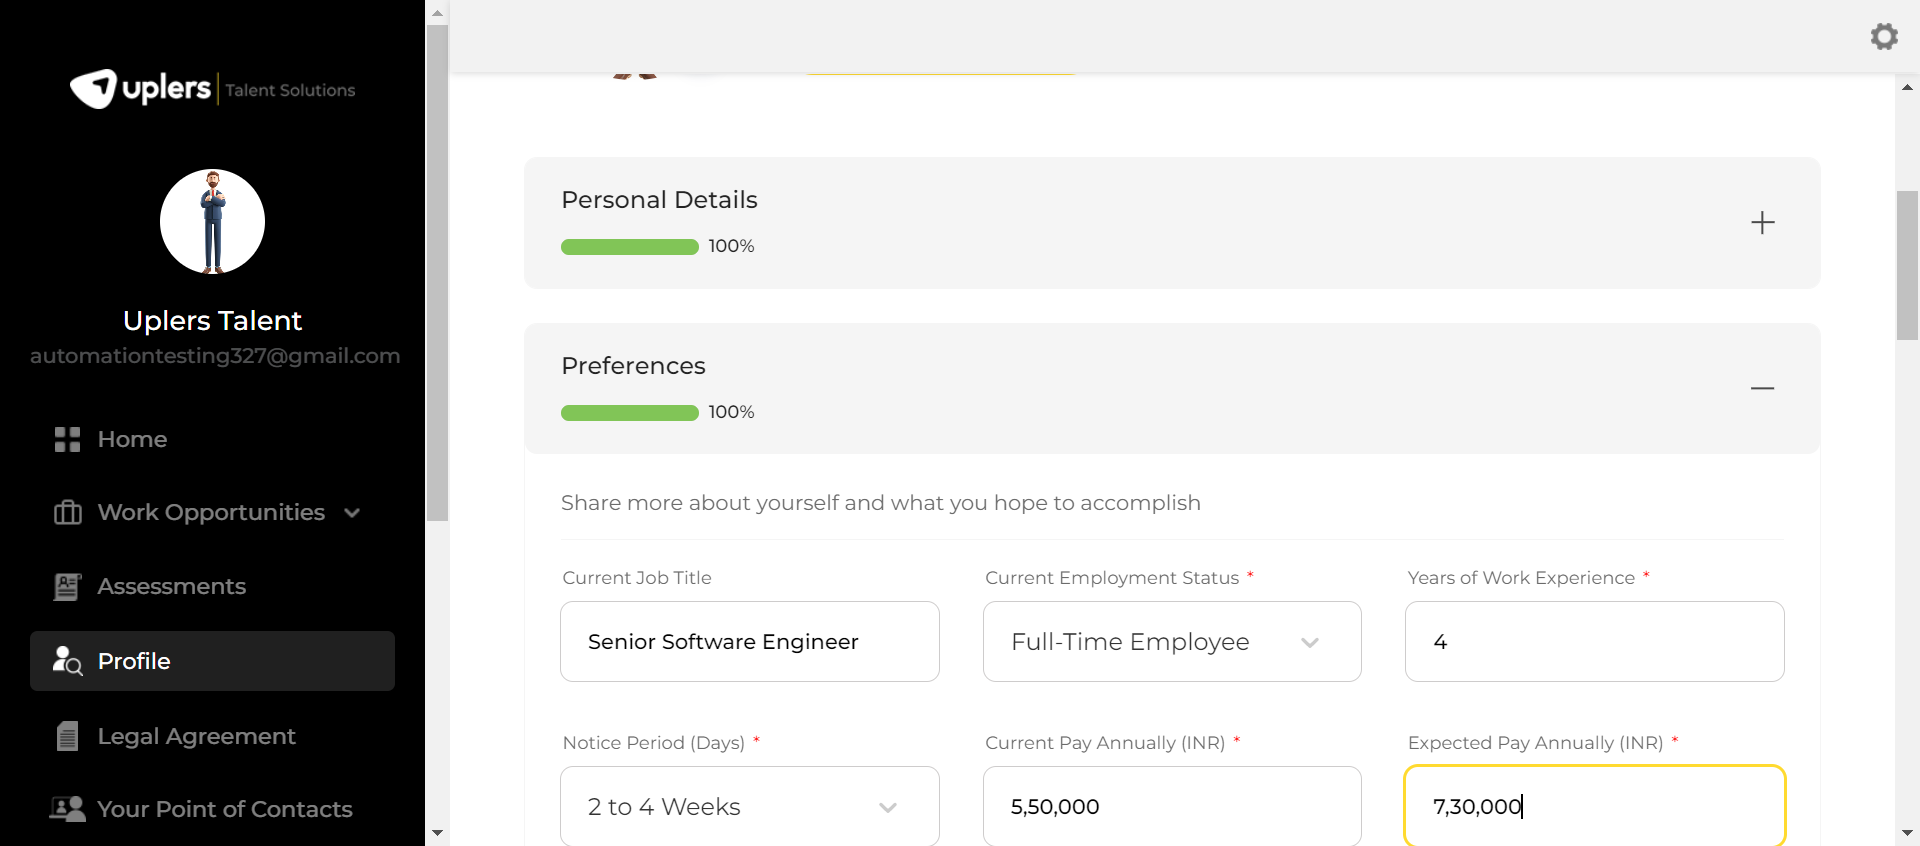 uplers Talent Solutions
Uplers Talent
automationtesting327@gmail.com
Home
Work Opportunities
Assessments
Profile
Legal Agreement
Your Point of Contacts
Personal Details
100%
Preferences
100%
Share more about yourself and what you hope to accomplish
Current Job Title
Senior Software Engineer
Current Employment Status *
Full-Time Employee
Years of Work Experience *
4
Notice Period (Days) *
2 to 4 Weeks
Current Pay Annually (INR) *
5,50,000
Expected Pay Annually (INR) *
7,30,000